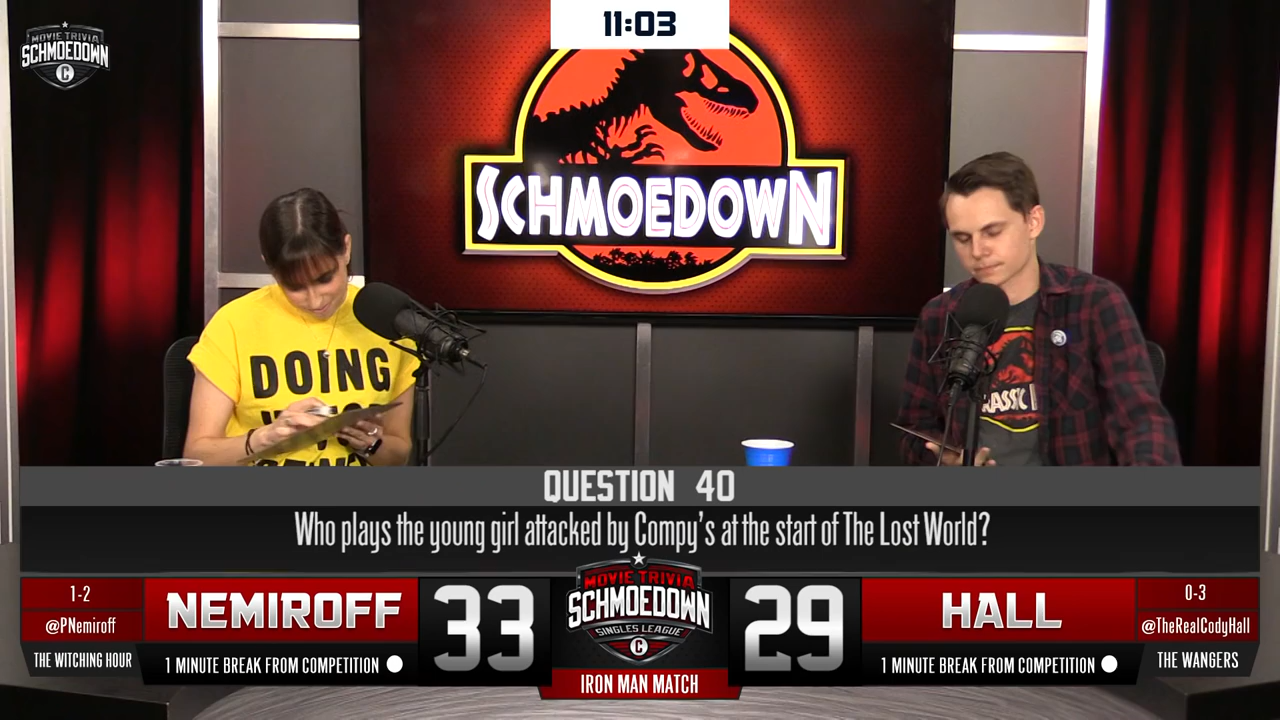 11:03
MOVIE TRIVIA
SCHMOEDOWN
C
SCHMOEDOWN
DOING
QUESTION 40
Who plays the young girl attacked by Compy's at the start of The Lost World?
1-2
@PNemiroff
THE WITCHING HOUR
NEMIROFF
1 MINUTE BREAK FROM COMPETITION
33
MOVIE TRIVIA
SCHMOEDOWN
SINGLES LEAGUE
C
IRON MAN MATCH
29
HALL
1 MINUTE BREAK FROM COMPETITION
0-3
@TheRealCodyHall
THE WANGERS